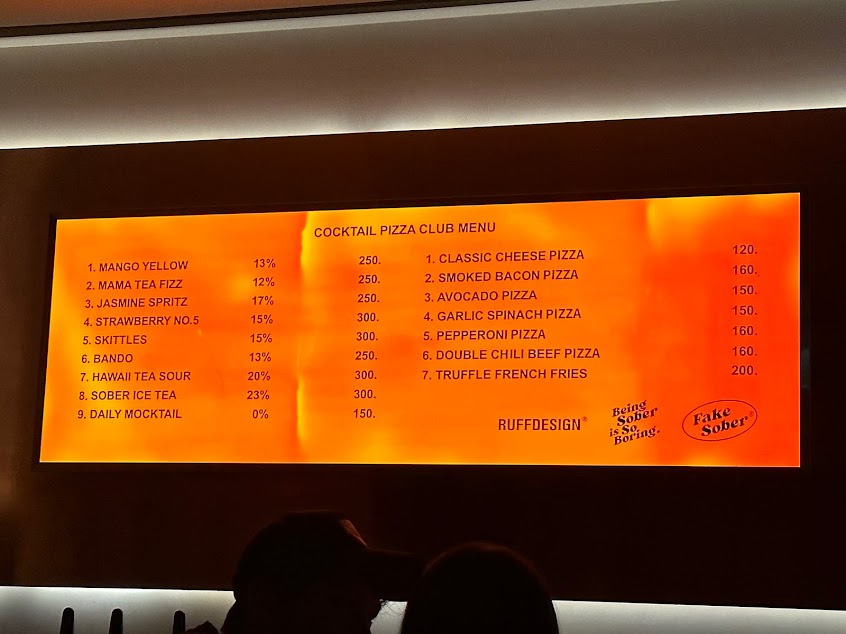 COCKTAIL PIZZA CLUB MENU
1. MANGO YELLOW 13% 250.
2. MAMA TEA FIZZ 12% 250.
3. JASMINE SPRITZ 17% 250.
4. STRAWBERRY NO.5 15% 300.
5. SKITTLES 15% 300.
6. BANDO 13% 250.
7. HAWAII TEA SOUR 20% 300.
8. SOBER ICE TEA 23% 300.
9. DAILY MOCKTAIL 0% 150.
1. CLASSIC CHEESE PIZZA 120.
2. SMOKED BACON PIZZA 160.
3. AVOCADO PIZZA 150.
4. GARLIC SPINACH PIZZA 150.
5. PEPPERONI PIZZA 160.
6. DOUBLE CHILI BEEF PIZZA 160.
7. TRUFFLE FRENCH FRIES 200.
RUFFDESIGN®
Being
Sober
is So
Boring.
Fake
Sober®